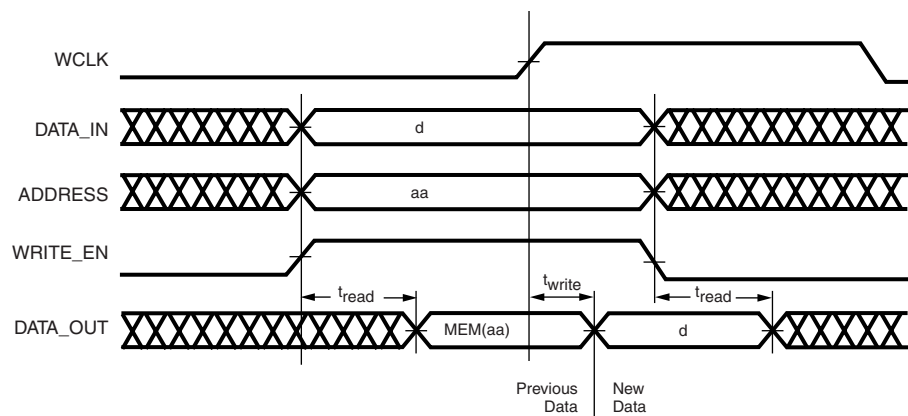 WCLK
DATA_IN
d
ADDRESS
aa
WRITE_EN
tread
twrite
tread
DATA_OUT
MEM(aa)
d
Previous
Data
New
Data